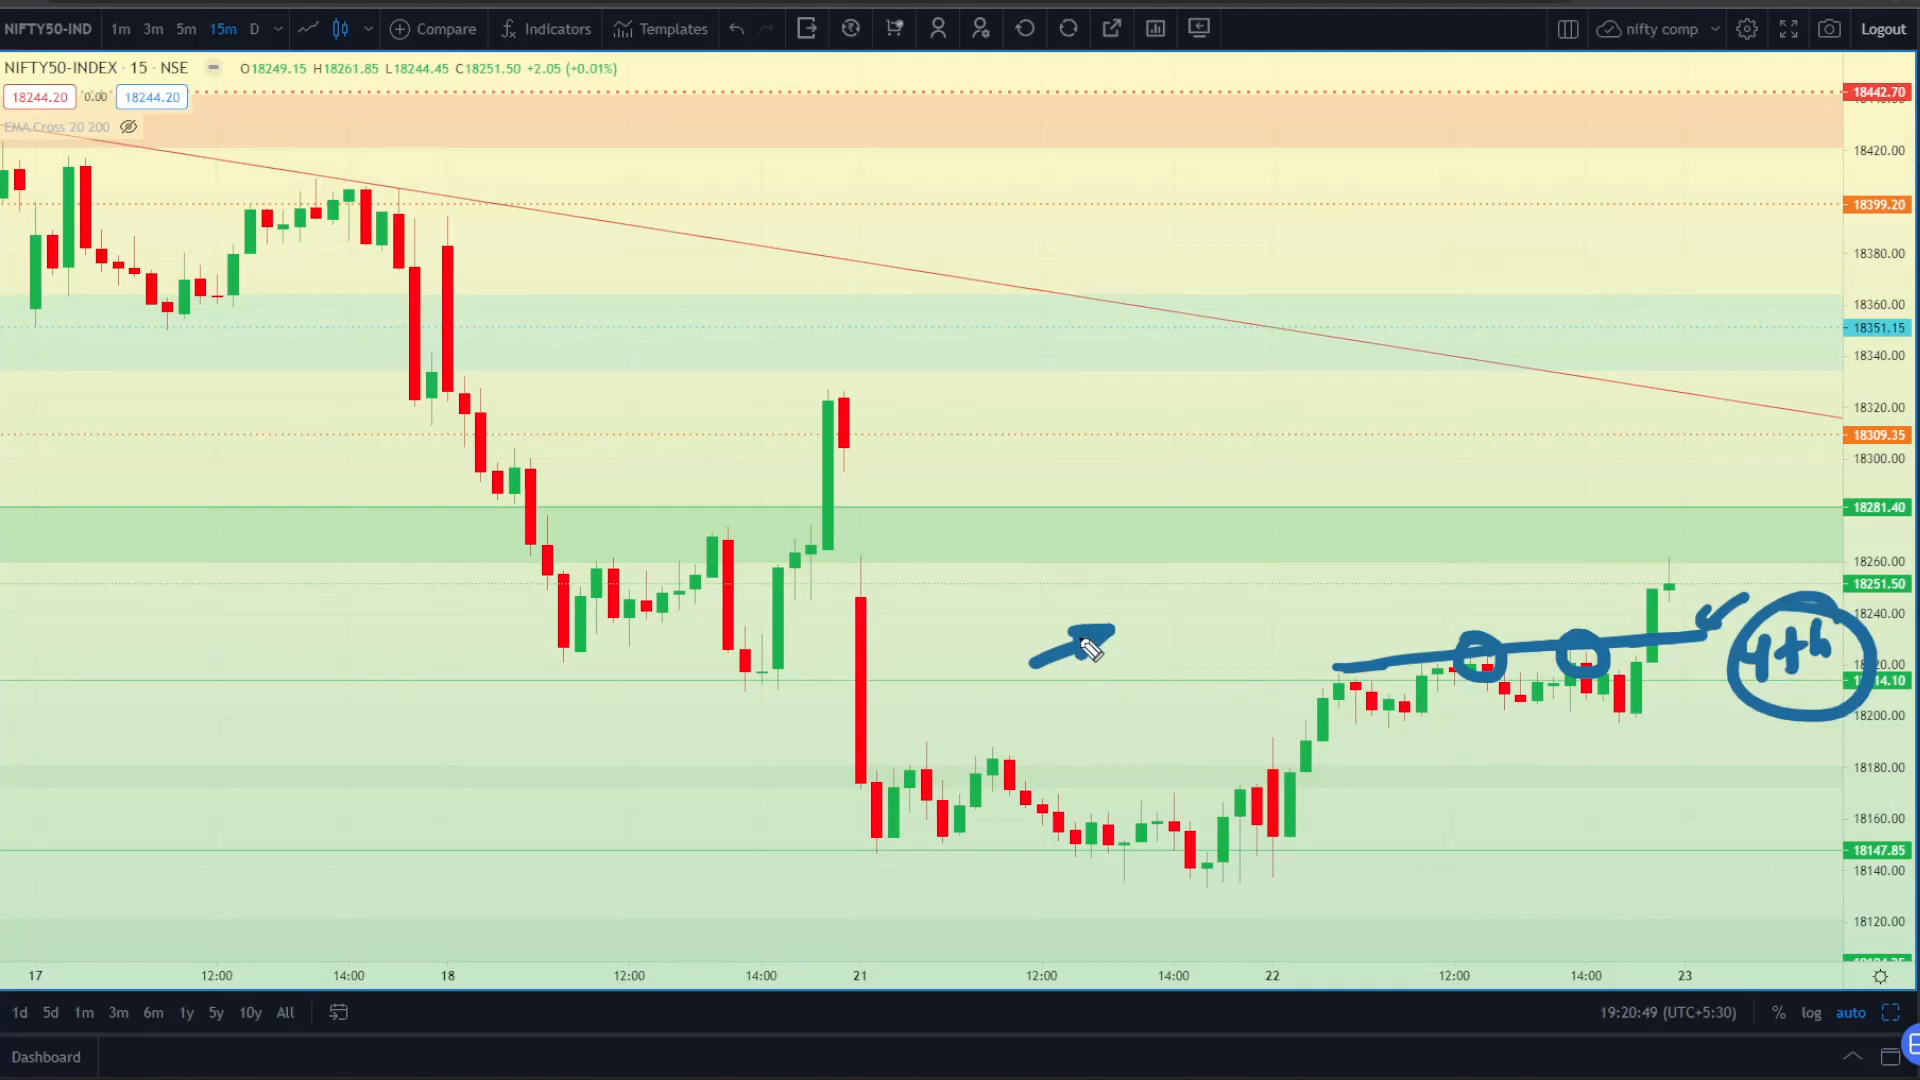 NIFTY50-IND 1m 3m 5m 15m D Compare Indicators Templates nifty comp Logout
NIFTY50-INDEX · 15 · NSE O18249.15 H18261.85 L18244.45 C18251.50 +2.05 (+0.01%)
18244.20 0.00 18244.20
EMA Cross 20 200
18442.70
18420.00
18399.20
18380.00
18360.00
18351.15
18340.00
18320.00
18309.35
18300.00
18281.40
18260.00
18251.50
18240.00
4th
14.10
18200.00
18180.00
18160.00
18147.85
18140.00
18120.00
17 12:00 14:00 18 12:00 14:00 21 12:00 14:00 22 12:00 14:00 23
1d 5d 1m 3m 6m 1y 5y 10y All 19:20:49 (UTC+5:30) % log auto
Dashboard